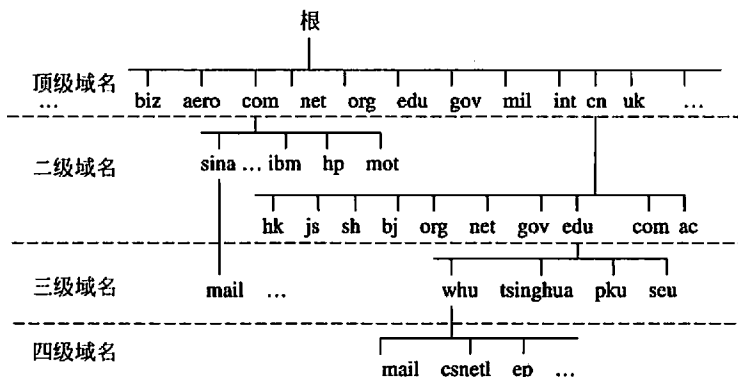 根
顶级域名
... biz aero com net org edu gov mil int cn uk ...
二级域名
sina ... ibm hp mot
hk js sh bj org net gov edu com ac
三级域名
mail ... whu tsinghua pku scu
四级域名
mail csnetl ep ...